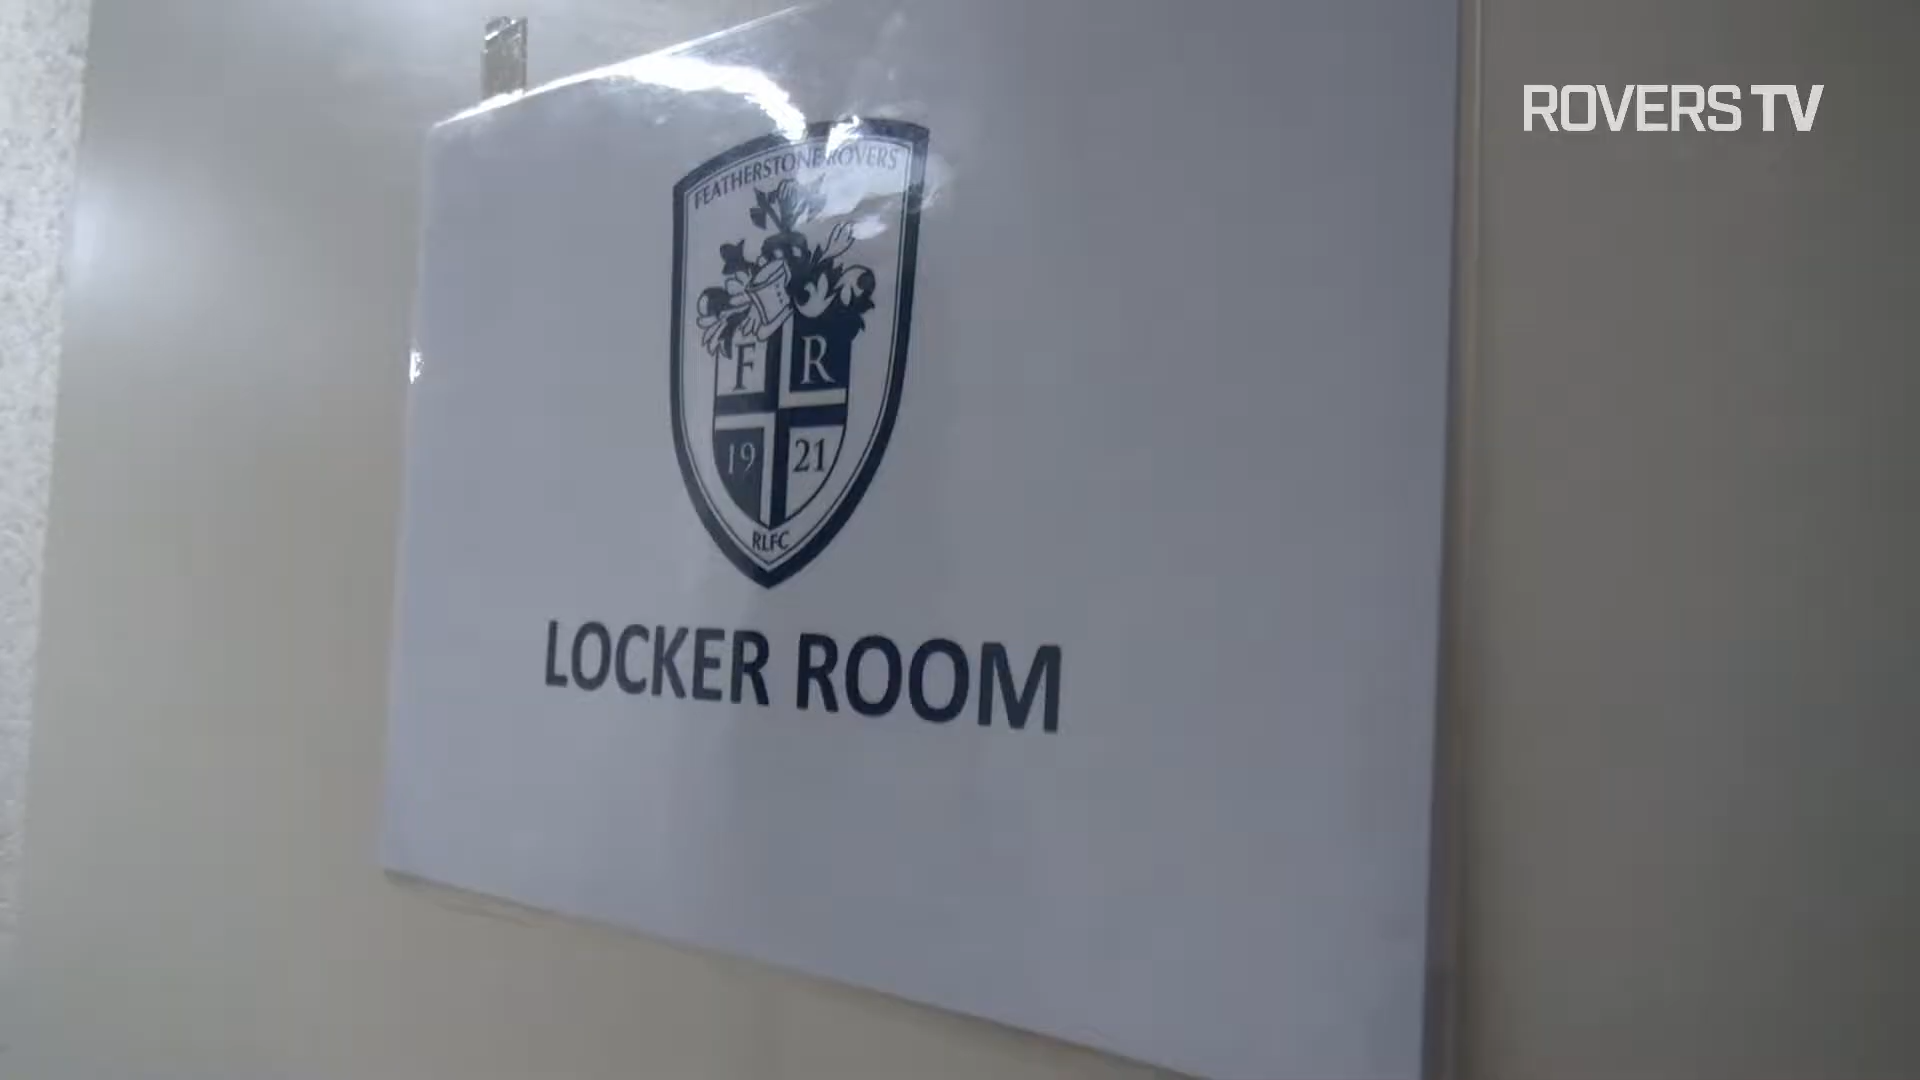 ROVERS TV
FEATHERSTONE ROVERS
F R
19 21
RLFC
LOCKER ROOM